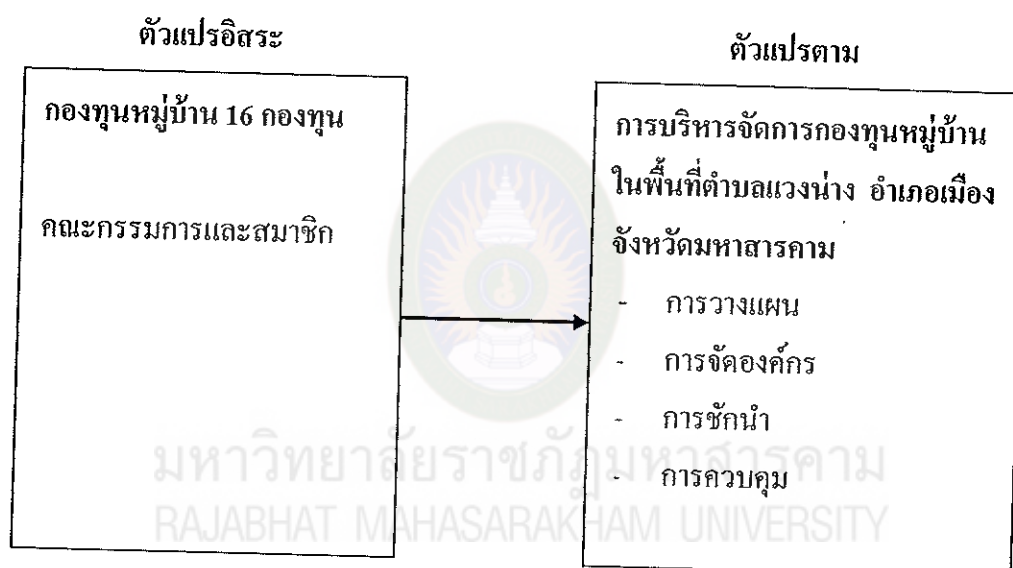 ตัวแปรอิสระ
กองทุนหมู่บ้าน 16 กองทุน
คณะกรรมการและสมาชิก
ตัวแปรตาม
การบริหารจัดการกองทุนหมู่บ้าน
ในพื้นที่ตำบลแวงน่าง อำเภอเมือง
จังหวัดมหาสารคาม
- การวางแผน
- การจัดองค์กร
- การชักนำ
- การควบคุม
มหาวิทยาลัยราชภัฏมหาสารคาม
RAJABHAT MAHASARAKHAM UNIVERSITY